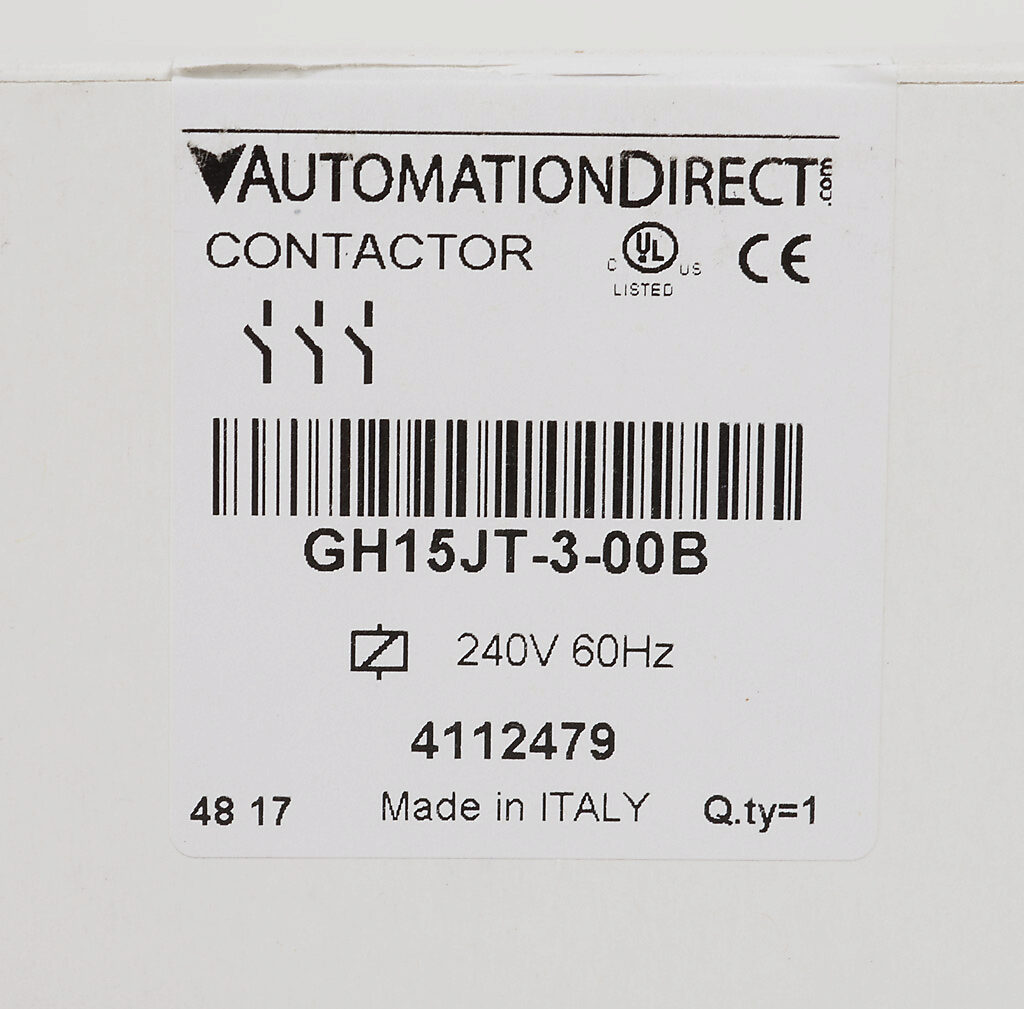 AUTOMATIONDIRECT.com
CONTACTOR
C UL US
LISTED
CE
GH15JT-3-00B
240V 60Hz
4112479
48 17 Made in ITALY Q.ty=1